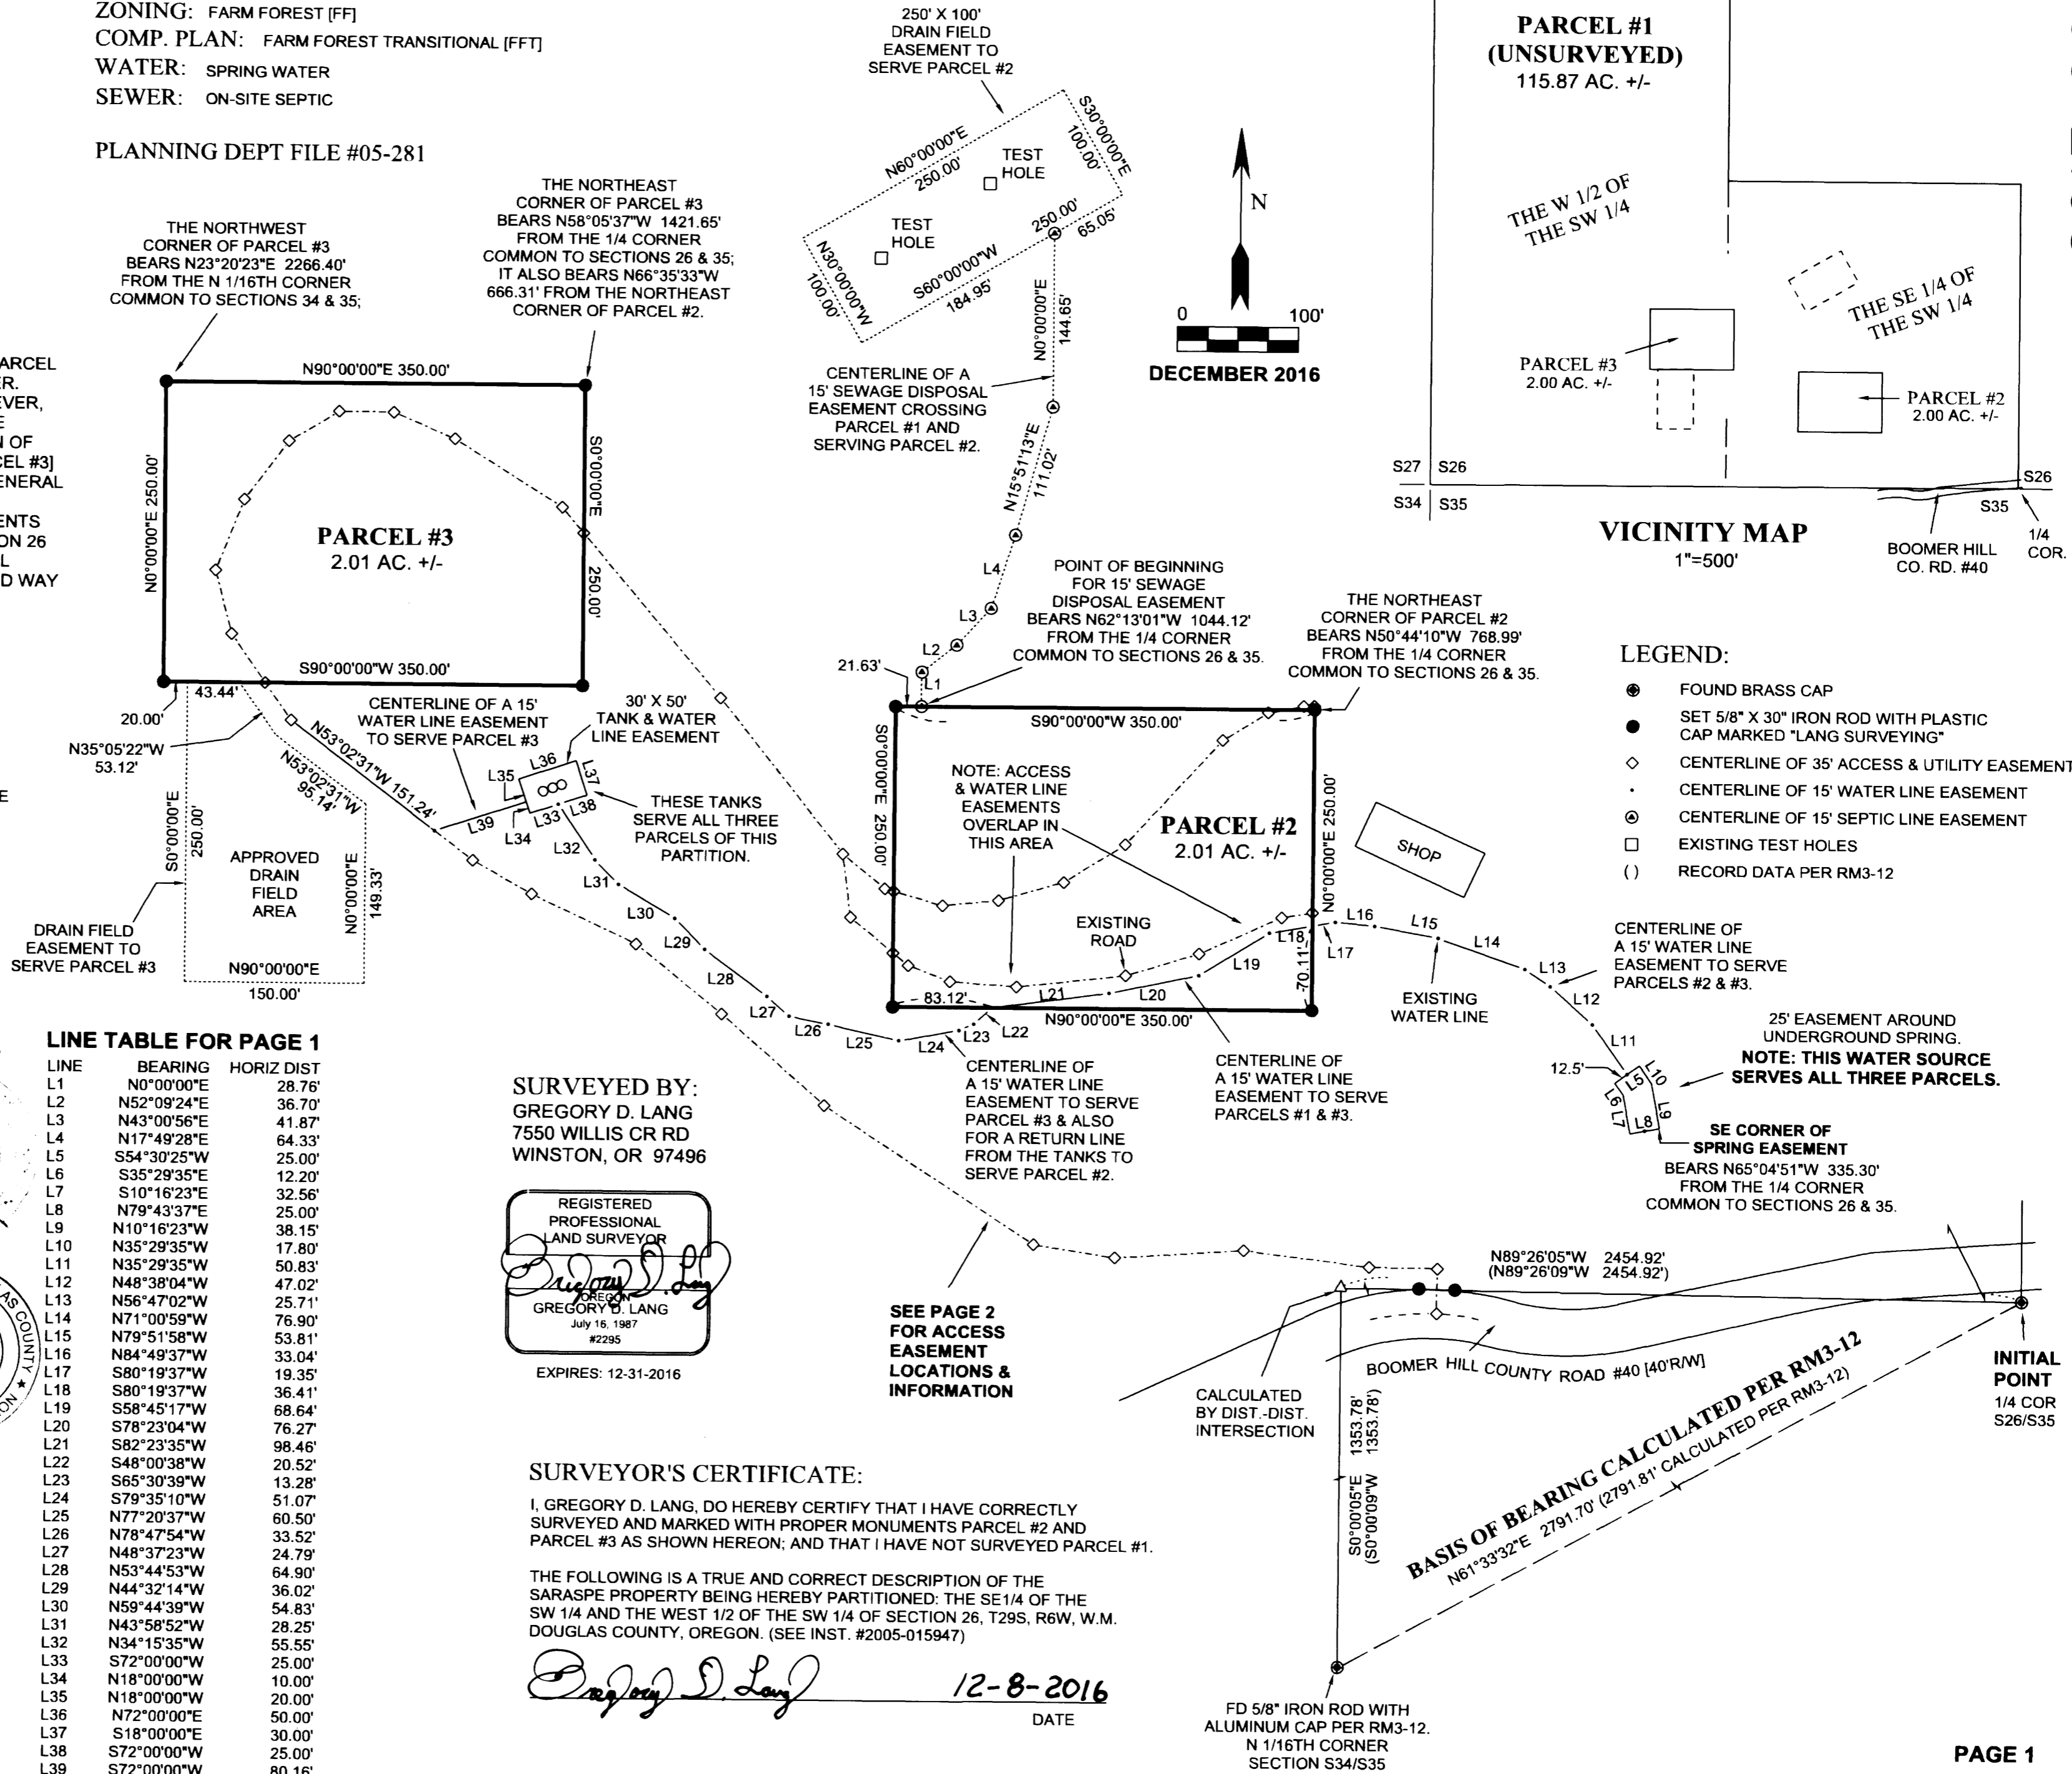 ZONING: FARM FOREST [FF]
COMP. PLAN: FARM FOREST TRANSITIONAL [FFT]
WATER: SPRING WATER
SEWER: ON-SITE SEPTIC
PLANNING DEPT FILE #05-281
THE NORTHWEST
CORNER OF PARCEL #3
BEARS N23°20'23"E 2266.40'
FROM THE N 1/16TH CORNER
COMMON TO SECTIONS 34 & 35;
THE NORTHEAST
CORNER OF PARCEL #3
BEARS N58°05'37"W 1421.65'
FROM THE 1/4 CORNER
COMMON TO SECTIONS 26 & 35;
IT ALSO BEARS N66°35'33"W
666.31' FROM THE NORTHEAST
CORNER OF PARCEL #2.
250' X 100'
DRAIN FIELD
EASEMENT TO
SERVE PARCEL #2
N60°00'00"E
250.00'
S30°00'00"E
100.00'
TEST
HOLE
TEST
HOLE
N30°00'00"W
100.00'
S60°00'00"W
184.95'
250.00'
65.05'
N0°00'00"E
144.65'
CENTERLINE OF A
15' SEWAGE DISPOSAL
EASEMENT CROSSING
PARCEL #1 AND
SERVING PARCEL #2.
N15°51'13"E
111.02'
L4
L3
L2
L1
21.63'
N
0 100'
DECEMBER 2016
PARCEL #1
(UNSURVEYED)
115.87 AC. +/-
THE W 1/2 OF
THE SW 1/4
THE SE 1/4 OF
THE SW 1/4
PARCEL #3
2.00 AC. +/-
PARCEL #2
2.00 AC. +/-
S27 S26
S34 S35
S26
S35
1/4
COR.
BOOMER HILL
CO. RD. #40
VICINITY MAP
1"=500'
ARCEL
R.
EVER,
E
N OF
CEL #3]
ENERAL
ENTS
ON 26
L
D WAY
E
N90°00'00"E 350.00'
N0°00'00"E 250.00'
S0°00'00"E
250.00'
PARCEL #3
2.01 AC. +/-
S90°00'00"W 350.00'
43.44'
20.00'
N35°05'22"W
53.12'
N53°02'31"W 151.24'
N53°02'31"W
95.14'
S0°00'00"E
250.00'
APPROVED
DRAIN
FIELD
AREA
N0°00'00"E
149.33'
DRAIN FIELD
EASEMENT TO
SERVE PARCEL #3
N90°00'00"E
150.00'
CENTERLINE OF A 15'
WATER LINE EASEMENT
TO SERVE PARCEL #3
30' X 50'
TANK & WATER
LINE EASEMENT
L36
L35
L37
L38
L33
L34
L39
THESE TANKS
SERVE ALL THREE
PARCELS OF THIS
PARTITION.
L32
L31
L30
L29
L28
L27
L26
L25
L24
L23
L22
POINT OF BEGINNING
FOR 15' SEWAGE
DISPOSAL EASEMENT
BEARS N62°13'01"W 1044.12'
FROM THE 1/4 CORNER
COMMON TO SECTIONS 26 & 35.
THE NORTHEAST
CORNER OF PARCEL #2
BEARS N50°44'10"W 768.99'
FROM THE 1/4 CORNER
COMMON TO SECTIONS 26 & 35.
S90°00'00"W 350.00'
S0°00'00"E 250.00'
NOTE: ACCESS
& WATER LINE
EASEMENTS
OVERLAP IN
THIS AREA
PARCEL #2
2.01 AC. +/-
N0°00'00"E 250.00'
EXISTING
ROAD
70.11'
83.12'
L21
L20
L19
L18
L17
L16
L15
L14
L13
L12
L11
N90°00'00"E 350.00'
SHOP
EXISTING
WATER LINE
LEGEND:
FOUND BRASS CAP
SET 5/8" X 30" IRON ROD WITH PLASTIC
CAP MARKED "LANG SURVEYING"
CENTERLINE OF 35' ACCESS & UTILITY EASEMENT
CENTERLINE OF 15' WATER LINE EASEMENT
CENTERLINE OF 15' SEPTIC LINE EASEMENT
EXISTING TEST HOLES
( ) RECORD DATA PER RM3-12
CENTERLINE OF
A 15' WATER LINE
EASEMENT TO SERVE
PARCELS #2 & #3.
25' EASEMENT AROUND
UNDERGROUND SPRING.
NOTE: THIS WATER SOURCE
SERVES ALL THREE PARCELS.
12.5'
L5
L10
L6
L7
L9
L8
SE CORNER OF
SPRING EASEMENT
BEARS N65°04'51"W 335.30'
FROM THE 1/4 CORNER
COMMON TO SECTIONS 26 & 35.
CENTERLINE OF
A 15' WATER LINE
EASEMENT TO SERVE
PARCEL #3 & ALSO
FOR A RETURN LINE
FROM THE TANKS TO
SERVE PARCEL #2.
CENTERLINE OF
A 15' WATER LINE
EASEMENT TO SERVE
PARCELS #1 & #3.
LINE TABLE FOR PAGE 1
LINE BEARING HORIZ DIST
L1 N0°00'00"E 28.76'
L2 N52°09'24"E 36.70'
L3 N43°00'56"E 41.87'
L4 N17°49'28"E 64.33'
L5 S54°30'25"W 25.00'
L6 S35°29'35"E 12.20'
L7 S10°16'23"E 32.56'
L8 N79°43'37"E 25.00'
L9 N10°16'23"W 38.15'
L10 N35°29'35"W 17.80'
L11 N35°29'35"W 50.83'
L12 N48°38'04"W 47.02'
L13 N56°47'02"W 25.71'
L14 N71°00'59"W 76.90'
L15 N79°51'58"W 53.81'
L16 N84°49'37"W 33.04'
L17 S80°19'37"W 19.35'
L18 S80°19'37"W 36.41'
L19 S58°45'17"W 68.64'
L20 S78°23'04"W 76.27'
L21 S82°23'35"W 98.46'
L22 S48°00'38"W 20.52'
L23 S65°30'39"W 13.28'
L24 S79°35'10"W 51.07'
L25 N77°20'37"W 60.50'
L26 N78°47'54"W 33.52'
L27 N48°37'23"W 24.79'
L28 N53°44'53"W 64.90'
L29 N44°32'14"W 36.02'
L30 N59°44'39"W 54.83'
L31 N43°58'52"W 28.25'
L32 N34°15'35"W 55.55'
L33 S72°00'00"W 25.00'
L34 N18°00'00"W 10.00'
L35 N18°00'00"W 20.00'
L36 N72°00'00"E 50.00'
L37 S18°00'00"E 30.00'
L38 S72°00'00"W 25.00'
L39 S72°00'00"W 80.16'
AS COUNTY ★
SURVEYED BY:
GREGORY D. LANG
7550 WILLIS CR RD
WINSTON, OR 97496
REGISTERED
PROFESSIONAL
LAND SURVEYOR
Gregory D. Lang
OREGON
GREGORY D. LANG
July 16, 1987
#2295
EXPIRES: 12-31-2016
SEE PAGE 2
FOR ACCESS
EASEMENT
LOCATIONS &
INFORMATION
N89°26'05"W 2454.92'
(N89°26'09"W 2454.92')
BOOMER HILL COUNTY ROAD #40 [40'R/W]
CALCULATED
BY DIST.-DIST.
INTERSECTION
S0°00'05"E 1353.78'
(S0°00'09"W 1353.78')
BASIS OF BEARING CALCULATED PER RM3-12
N61°33'32"E 2791.70' (2791.81' CALCULATED PER RM3-12)
INITIAL
POINT
1/4 COR
S26/S35
SURVEYOR'S CERTIFICATE:
I, GREGORY D. LANG, DO HEREBY CERTIFY THAT I HAVE CORRECTLY
SURVEYED AND MARKED WITH PROPER MONUMENTS PARCEL #2 AND
PARCEL #3 AS SHOWN HEREON; AND THAT I HAVE NOT SURVEYED PARCEL #1.
THE FOLLOWING IS A TRUE AND CORRECT DESCRIPTION OF THE
SARASPE PROPERTY BEING HEREBY PARTITIONED: THE SE1/4 OF THE
SW 1/4 AND THE WEST 1/2 OF THE SW 1/4 OF SECTION 26, T29S, R6W, W.M.
DOUGLAS COUNTY, OREGON. (SEE INST. #2005-015947)
Gregory D. Lang 12-8-2016
DATE
FD 5/8" IRON ROD WITH
ALUMINUM CAP PER RM3-12.
N 1/16TH CORNER
SECTION S34/S35
PAGE 1